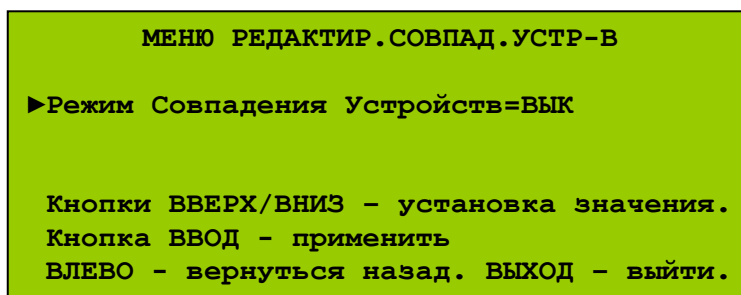 МЕНЮ РЕДАКТИР.СОВПАД.УСТР-В
►Режим Совпадения Устройств=ВЫК
Кнопки ВВЕРХ/ВНИЗ – установка значения.
Кнопка ВВОД - применить
ВЛЕВО - вернуться назад. ВЫХОД – выйти.